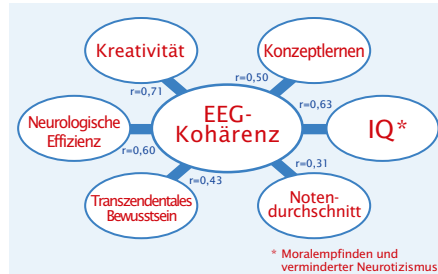 Kreativität
Konzeptlernen
r=0,71
r=0,50
EEG-
Kohärenz
Neurologische
Effizienz
r=0,63
IQ*
r=0,60
r=0,43
r=0,31
Transzendentales
Bewusstsein
Noten-
durchschnitt
* Moralempfinden und
verminderter Neurotizismus